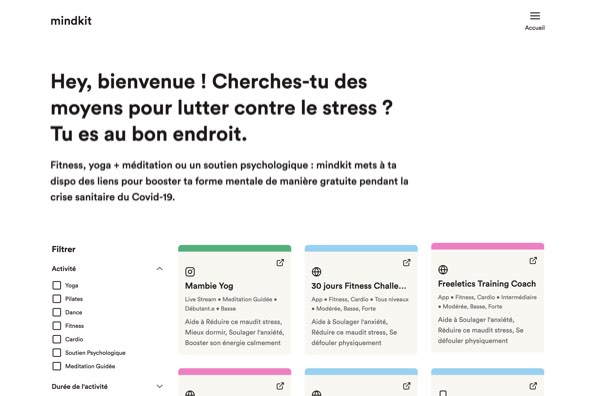 mindkit
Accueil
Hey, bienvenue ! Cherches-tu des
moyens pour lutter contre le stress ?
Tu es au bon endroit.
Fitness, yoga + méditation ou un soutien psychologique : mindkit mets à ta
dispo des liens pour booster ta forme mentale de manière gratuite pendant la
crise sanitaire du Covid-19.
Filtrer
Activité
Yoga
Pilates
Dance
Fitness
Cardio
Soutien Psychologique
Meditation Guidée
Durée de l'activité
Mambie Yog
Live Stream • Meditation Guidée •
Débutant.e • Basse
Aide à Réduire ce maudit stress,
Mieux dormir, Soulager l'anxiété,
Booster son énergie calmement
30 jours Fitness Challe...
App • Fitness, Cardio • Tous niveaux
• Modérée, Basse, Forte
Aide à Soulager l'anxiété,
Réduire ce maudit stress, Se
défouler physiquement
Freeletics Training Coach
App • Fitness, Cardio • Intermédiaire
• Modérée, Basse, Forte
Aide à Soulager l'anxiété,
Réduire ce maudit stress, Se
défouler physiquement